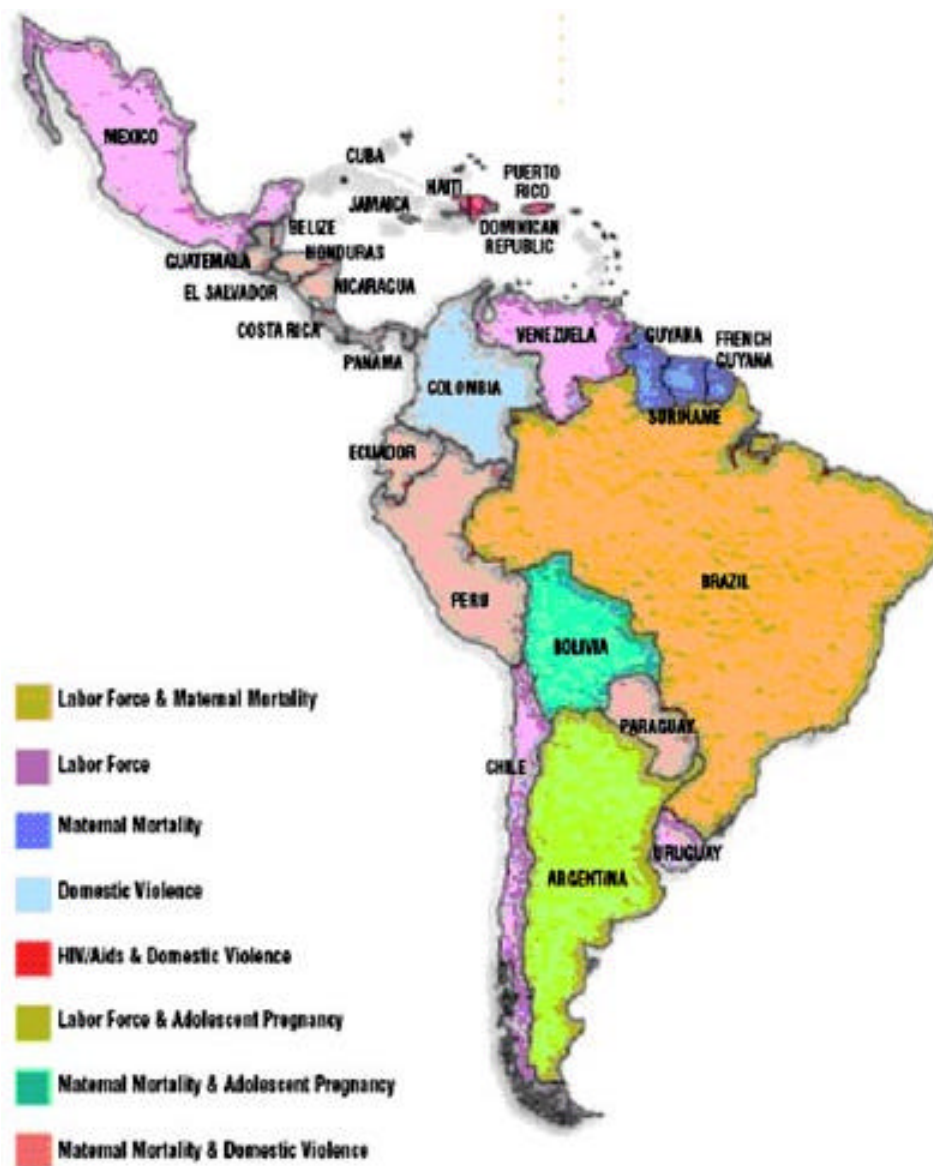 MEXICO
CUBA
HAITI
PUERTO
RICO
JAMAICA
DOMINICAN
REPUBLIC
BELIZE
HONDURAS
GUATEMALA
NICARAGUA
EL SALVADOR
COSTA RICA
PANAMA
VENEZUELA
GUYANA
FRENCH
GUYANA
SURINAME
COLOMBIA
ECUADOR
PERU
BRAZIL
BOLIVIA
PARAGUAY
CHILE
URUGUAY
ARGENTINA
Labor Force & Maternal Mortality
Labor Force
Maternal Mortality
Domestic Violence
HIV/Aids & Domestic Violence
Labor Force & Adolescent Pregnancy
Maternal Mortality & Adolescent Pregnancy
Maternal Mortality & Domestic Violence